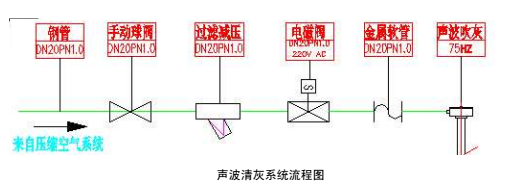 钢管
DN20PN1.0
手动球阀
DN20PN1.0
过滤减压
DN20PN1.0
电磁阀
DN20PN1.0
220V AC
金属软管
DN20PN1.0
声波吹灰
75HZ
S
来自压缩空气系统
声波清灰系统流程图